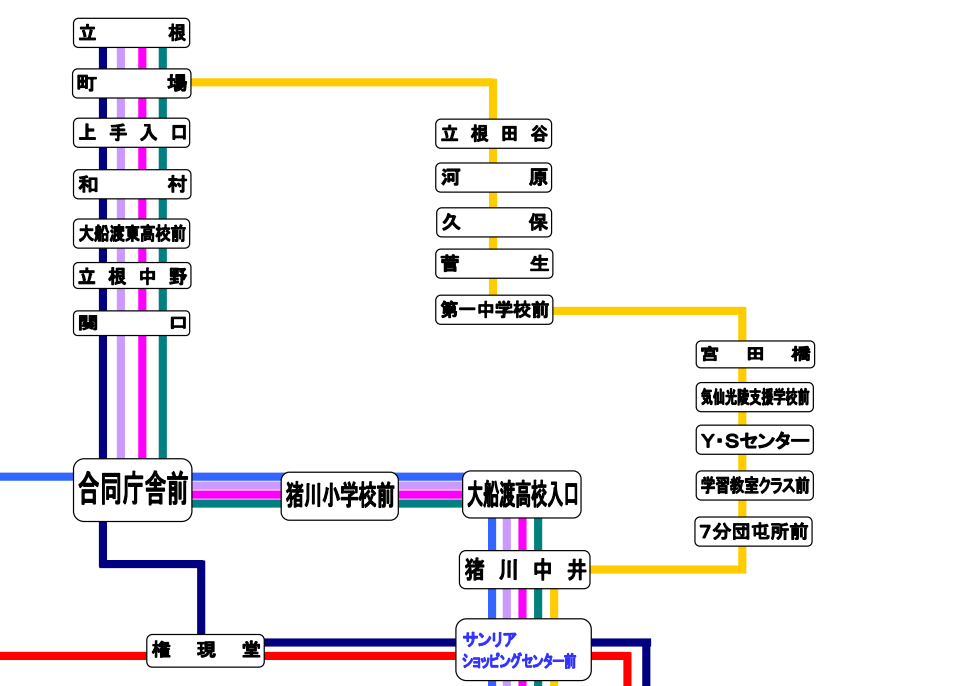 立根
町場
上手入口
和村
大船渡東高校前
立根中野
関口
合同庁舎前
猪川小学校前
大船渡高校入口
猪川中井
権現堂
サンリア
ショッピングセンター前
立根田谷
河原
久保
菅生
第一中学校前
宮田橋
気仙光陵支援学校前
Y・Sセンター
学習教室クラス前
7分団屯所前